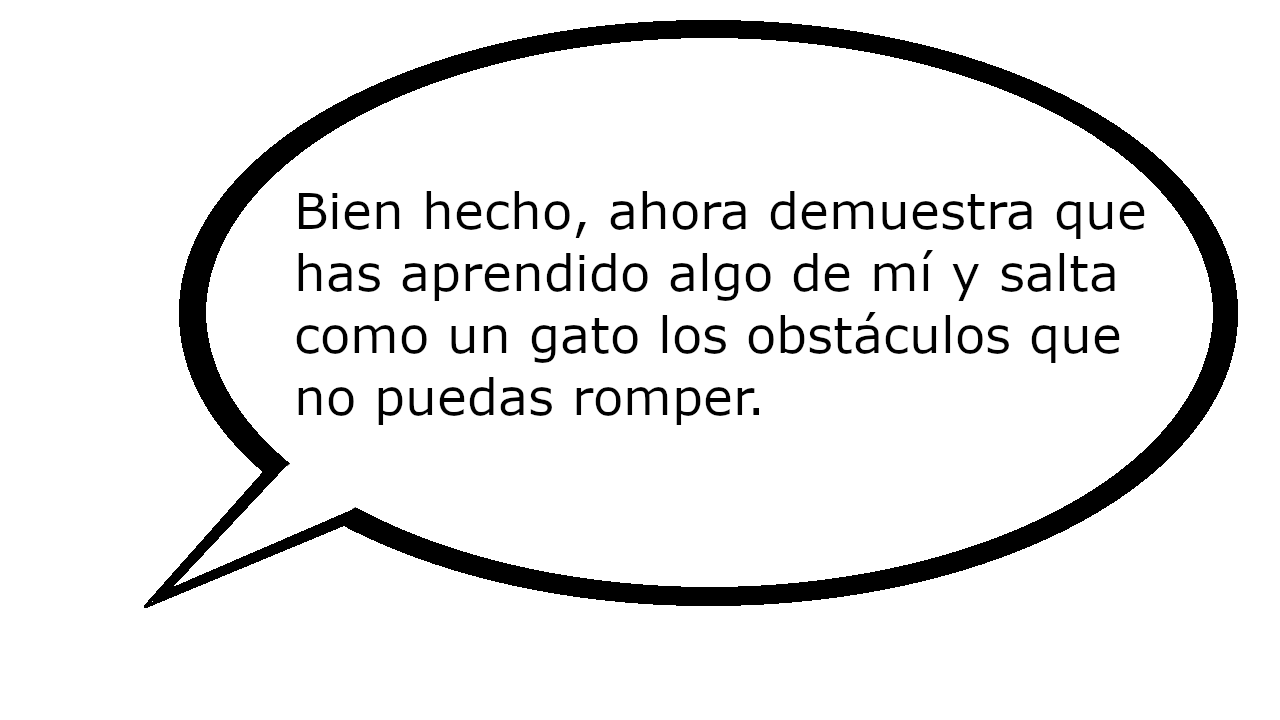 Bien hecho, ahora demuestra que
has aprendido algo de mí y salta
como un gato los obstáculos que
no puedas romper.